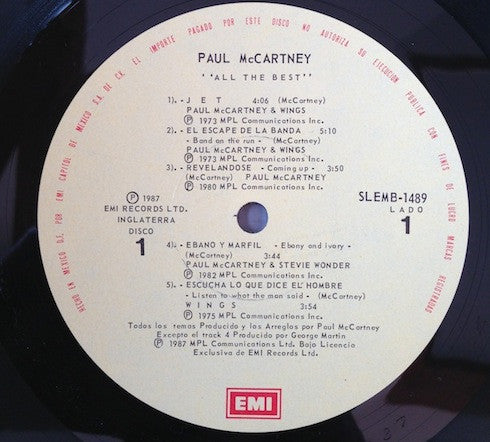 HECHO EN MEXICO D.F. POR EMI CAPITOL DE MEXICO S.A. DE C.V. EL IMPORTE PAGADO POR ESTE DISCO NO AUTORIZA SU EJECUCION PUBLICA CON FINES DE LUCRO MARCAS REGISTRADAS
PAUL McCARTNEY
"ALL THE BEST"
1).- J E T 4:06 (McCartney)
PAUL McCARTNEY & WINGS
Ⓟ 1973 MPL Communications Inc.
2).- EL ESCAPE DE LA BANDA 5:10
- Band on the run - (McCartney)
PAUL McCARTNEY & WINGS
Ⓟ 1973 MPL Communications Inc.
3).- REVELANDOSE - Coming up - 3:50
(McCartney) PAUL McCARTNEY
Ⓟ 1980 MPL Communications Inc.
Ⓟ 1987
EMI RECORDS LTD.
INGLATERRA
DISCO
1
SLEMB-1489
LADO
1
4).- EBANO Y MARFIL - Ebony and ivory -
(McCartney) 3:44
PAUL McCARTNEY & STEVIE WONDER
Ⓟ 1982 MPL Communications Inc.
5).- ESCUCHA LO QUE DICE EL HOMBRE
- Listen to what the man said - (McCartney)
W I N G S 3:54
Ⓟ 1975 MPL Communications Inc.
Todos los temas Producido y los Arreglos por Paul McCartney
Excepto el track 4 Producido por George Martin
Ⓟ 1987 MPL Communications Ltd. Bajo Licencia
Exclusiva de EMI Records Ltd.
EMI